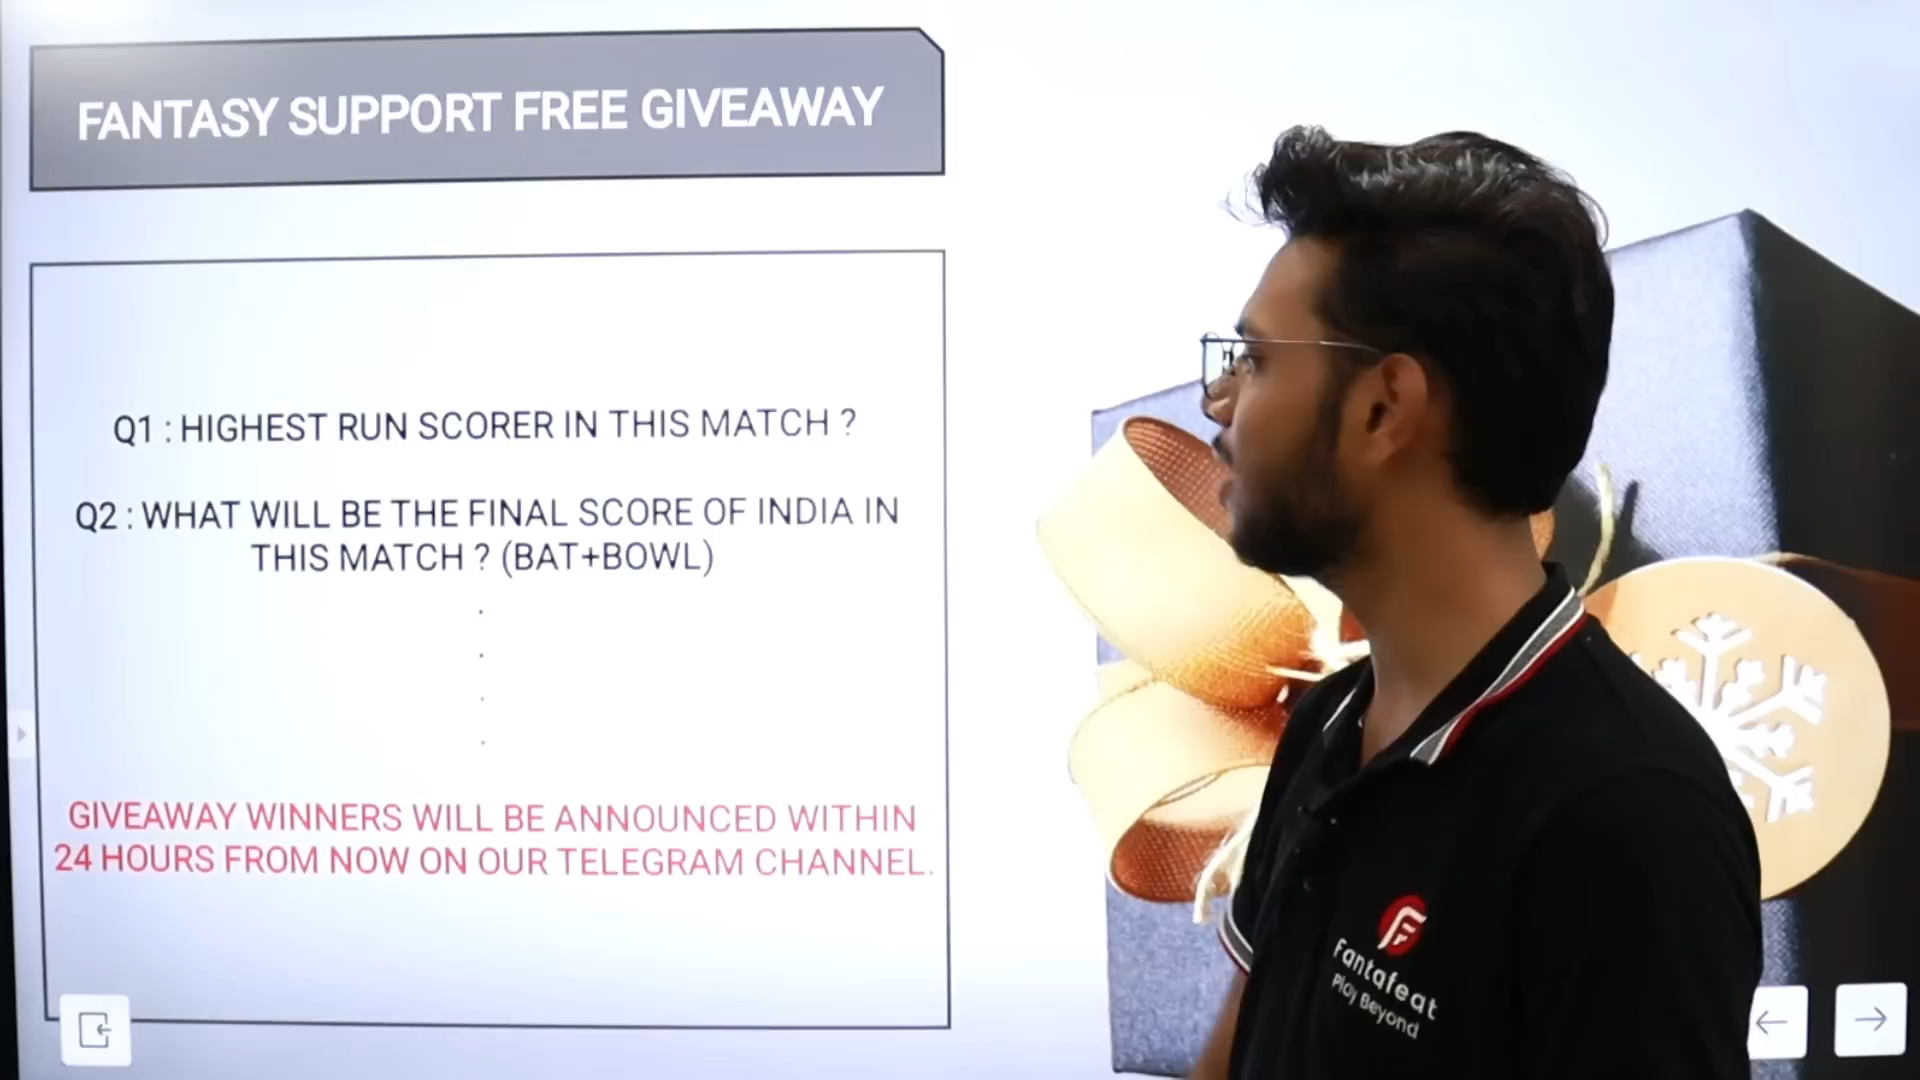 FANTASY SUPPORT FREE GIVEAWAY
Q1 : HIGHEST RUN SCORER IN THIS MATCH ?
Q2 : WHAT WILL BE THE FINAL SCORE OF INDIA IN
THIS MATCH ? (BAT+BOWL)
.
.
.
.
GIVEAWAY WINNERS WILL BE ANNOUNCED WITHIN
24 HOURS FROM NOW ON OUR TELEGRAM CHANNEL.
Fantafeat
Play Beyond